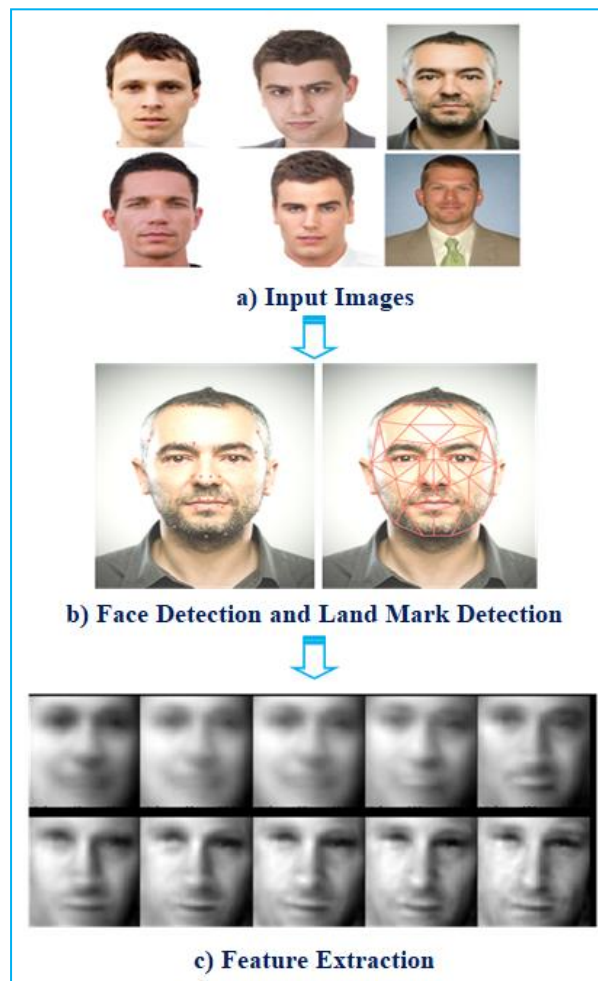 a) Input Images
b) Face Detection and Land Mark Detection
c) Feature Extraction